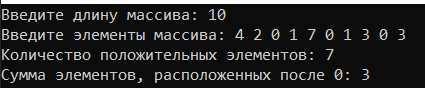 Введите длину массива: 10
Введите элементы массива: 4 2 0 1 7 0 1 3 0 3
Количество положительных элементов: 7
Сумма элементов, расположенных после 0: 3